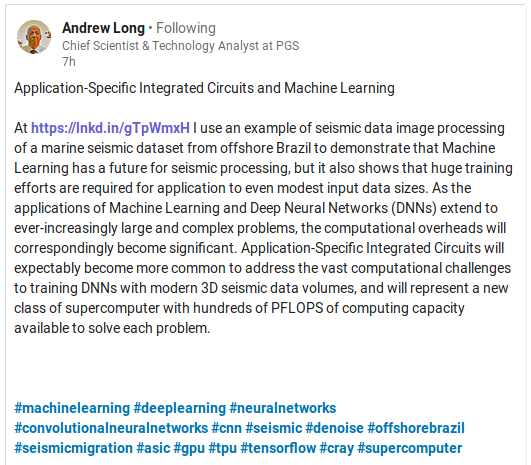 Andrew Long • Following
Chief Scientist & Technology Analyst at PGS
7h
Application-Specific Integrated Circuits and Machine Learning
At https://lnkd.in/gTpWmxH I use an example of seismic data image processing
of a marine seismic dataset from offshore Brazil to demonstrate that Machine
Learning has a future for seismic processing, but it also shows that huge training
efforts are required for application to even modest input data sizes. As the
applications of Machine Learning and Deep Neural Networks (DNNs) extend to
ever-increasingly large and complex problems, the computational overheads will
correspondingly become significant. Application-Specific Integrated Circuits will
expectably become more common to address the vast computational challenges
to training DNNs with modern 3D seismic data volumes, and will represent a new
class of supercomputer with hundreds of PFLOPS of computing capacity
available to solve each problem.
#machinelearning #deeplearning #neuralnetworks
#convolutionalneuralnetworks #cnn #seismic #denoise #offshorebrazil
#seismicmigration #asic #gpu #tpu #tensorflow #cray #supercomputer